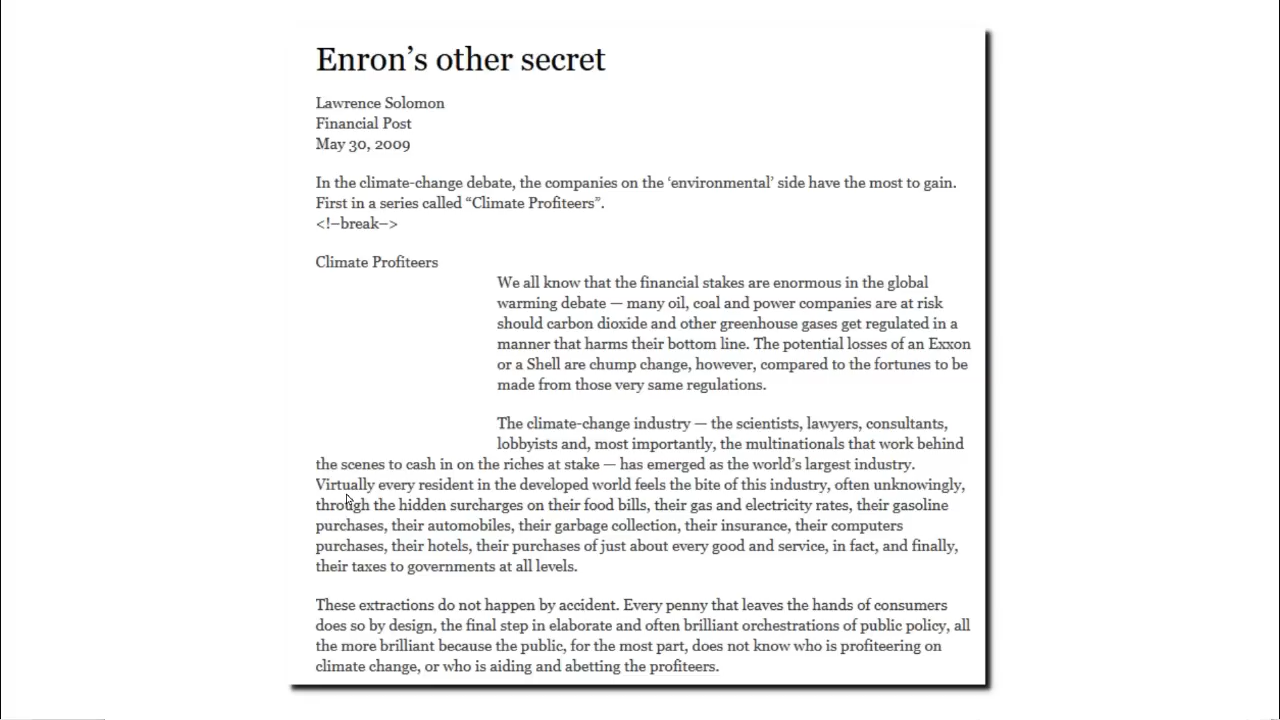 Enron’s other secret
Lawrence Solomon
Financial Post
May 30, 2009
In the climate-change debate, the companies on the ‘environmental’ side have the most to gain.
First in a series called “Climate Profiteers”.
<!–break–>
Climate Profiteers
We all know that the financial stakes are enormous in the global
warming debate — many oil, coal and power companies are at risk
should carbon dioxide and other greenhouse gases get regulated in a
manner that harms their bottom line. The potential losses of an Exxon
or a Shell are chump change, however, compared to the fortunes to be
made from those very same regulations.
The climate-change industry — the scientists, lawyers, consultants,
lobbyists and, most importantly, the multinationals that work behind
the scenes to cash in on the riches at stake — has emerged as the world’s largest industry.
Virtually every resident in the developed world feels the bite of this industry, often unknowingly,
through the hidden surcharges on their food bills, their gas and electricity rates, their gasoline
purchases, their automobiles, their garbage collection, their insurance, their computers
purchases, their hotels, their purchases of just about every good and service, in fact, and finally,
their taxes to governments at all levels.
These extractions do not happen by accident. Every penny that leaves the hands of consumers
does so by design, the final step in elaborate and often brilliant orchestrations of public policy, all
the more brilliant because the public, for the most part, does not know who is profiteering on
climate change, or who is aiding and abetting the profiteers.